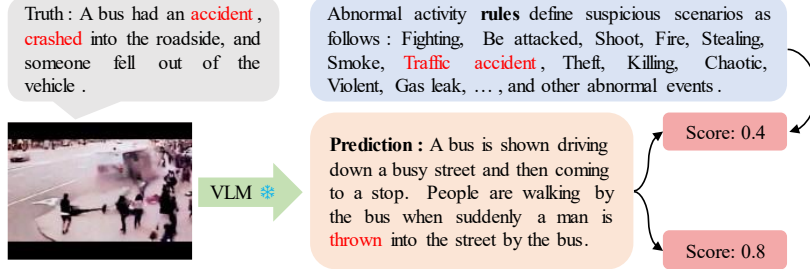 Truth : A bus had an accident ,
crashed into the roadside, and
someone fell out of the
vehicle .
Abnormal activity rules define suspicious scenarios as
follows : Fighting, Be attacked, Shoot, Fire, Stealing,
Smoke, Traffic accident , Theft, Killing, Chaotic,
Violent, Gas leak, … , and other abnormal events .
VLM
Prediction : A bus is shown driving
down a busy street and then coming
to a stop. People are walking by
the bus when suddenly a man is
thrown into the street by the bus.
Score: 0.4
Score: 0.8